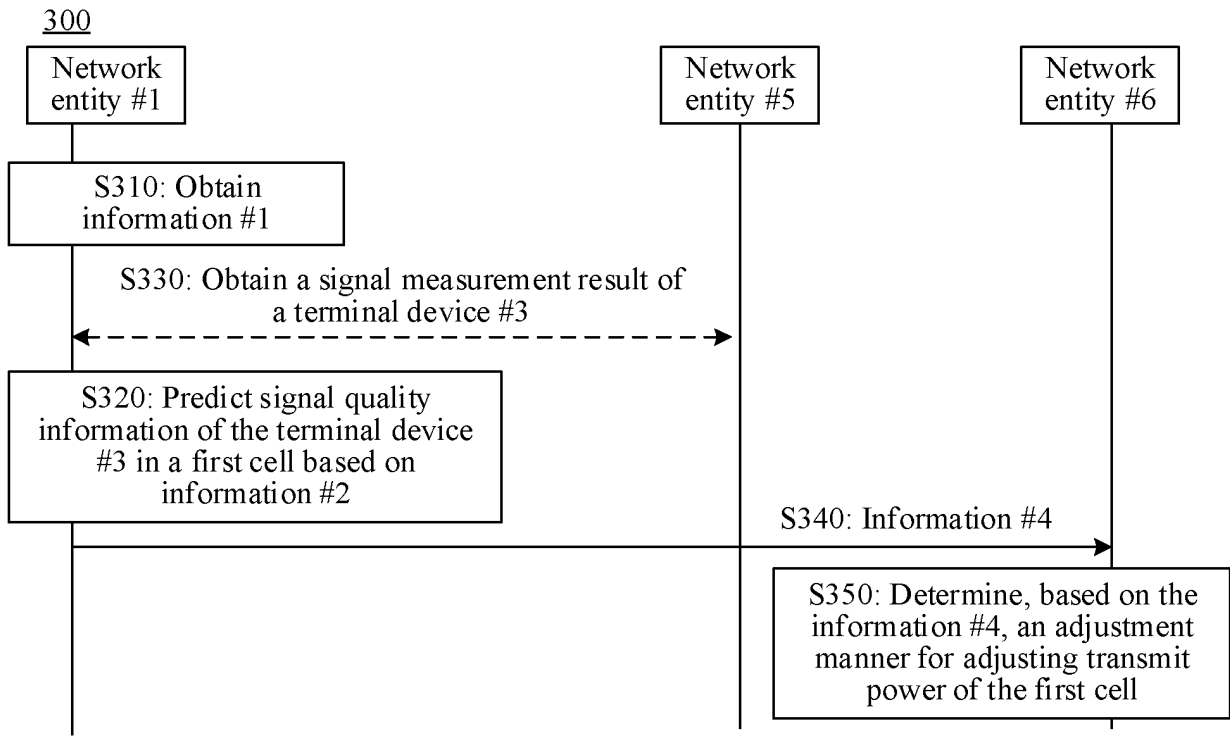 300
Network
entity #1
Network
entity #5
Network
entity #6
S310: Obtain
information #1
S330: Obtain a signal measurement result of
a terminal device #3
S320: Predict signal quality
information of the terminal device
#3 in a first cell based on
information #2
S340: Information #4
S350: Determine, based on the
information #4, an adjustment
manner for adjusting transmit
power of the first cell